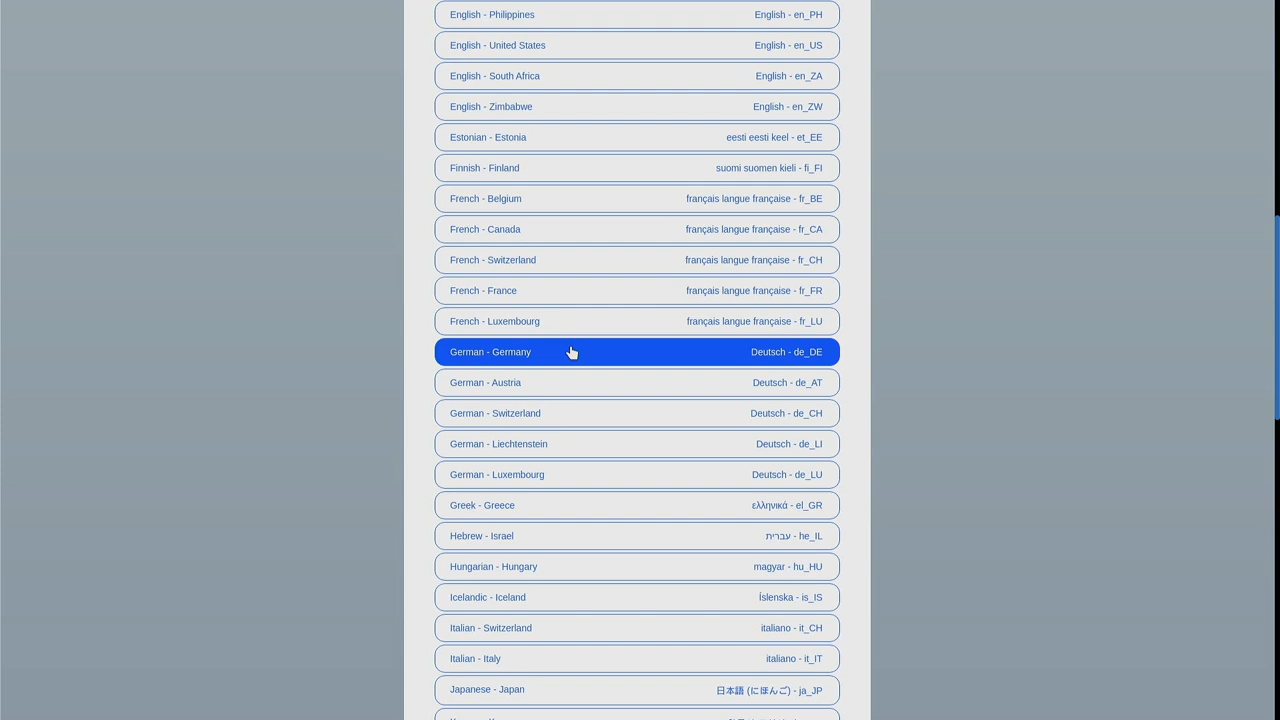 English - Philippines English - en_PH
English - United States English - en_US
English - South Africa English - en_ZA
English - Zimbabwe English - en_ZW
Estonian - Estonia eesti eesti keel - et_EE
Finnish - Finland suomi suomen kieli - fi_FI
French - Belgium français langue française - fr_BE
French - Canada français langue française - fr_CA
French - Switzerland français langue française - fr_CH
French - France français langue française - fr_FR
French - Luxembourg français langue française - fr_LU
German - Germany Deutsch - de_DE
German - Austria Deutsch - de_AT
German - Switzerland Deutsch - de_CH
German - Liechtenstein Deutsch - de_LI
German - Luxembourg Deutsch - de_LU
Greek - Greece ελληνικά - el_GR
Hebrew - Israel עברית - he_IL
Hungarian - Hungary magyar - hu_HU
Icelandic - Iceland Íslenska - is_IS
Italian - Switzerland italiano - it_CH
Italian - Italy italiano - it_IT
Japanese - Japan 日本語 (にほんご) - ja_JP